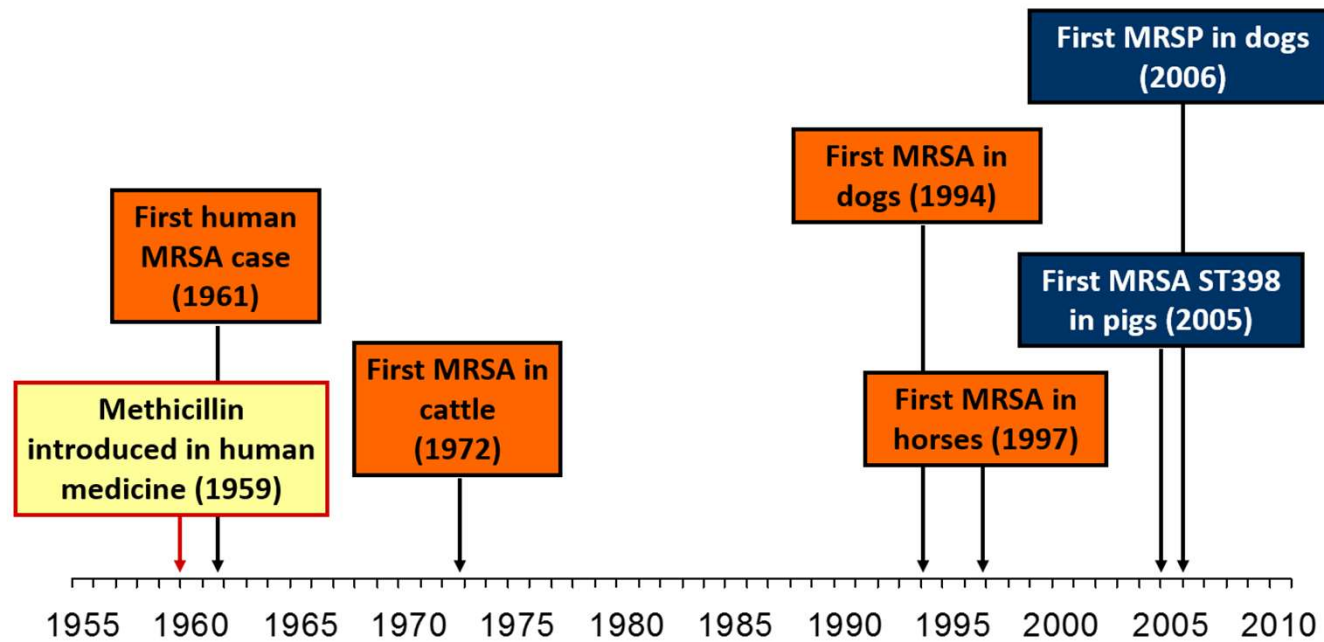 First MRSP in dogs
(2006)
First MRSA in
dogs (1994)
First human
MRSA case
(1961)
First MRSA ST398
in pigs (2005)
First MRSA in
cattle
(1972)
First MRSA in
horses (1997)
Methicillin
introduced in human
medicine (1959)
1955 1960 1965 1970 1975 1980 1985 1990 1995 2000 2005 2010